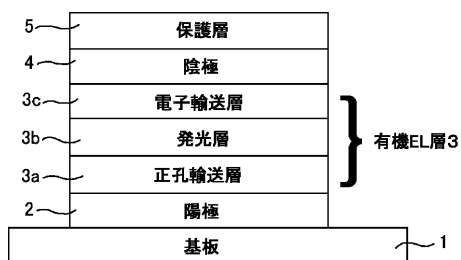 5 保護層
4 陰極
3c 電子輸送層
3b 発光層 有機EL層3
3a 正孔輸送層
2 陽極
基板 1